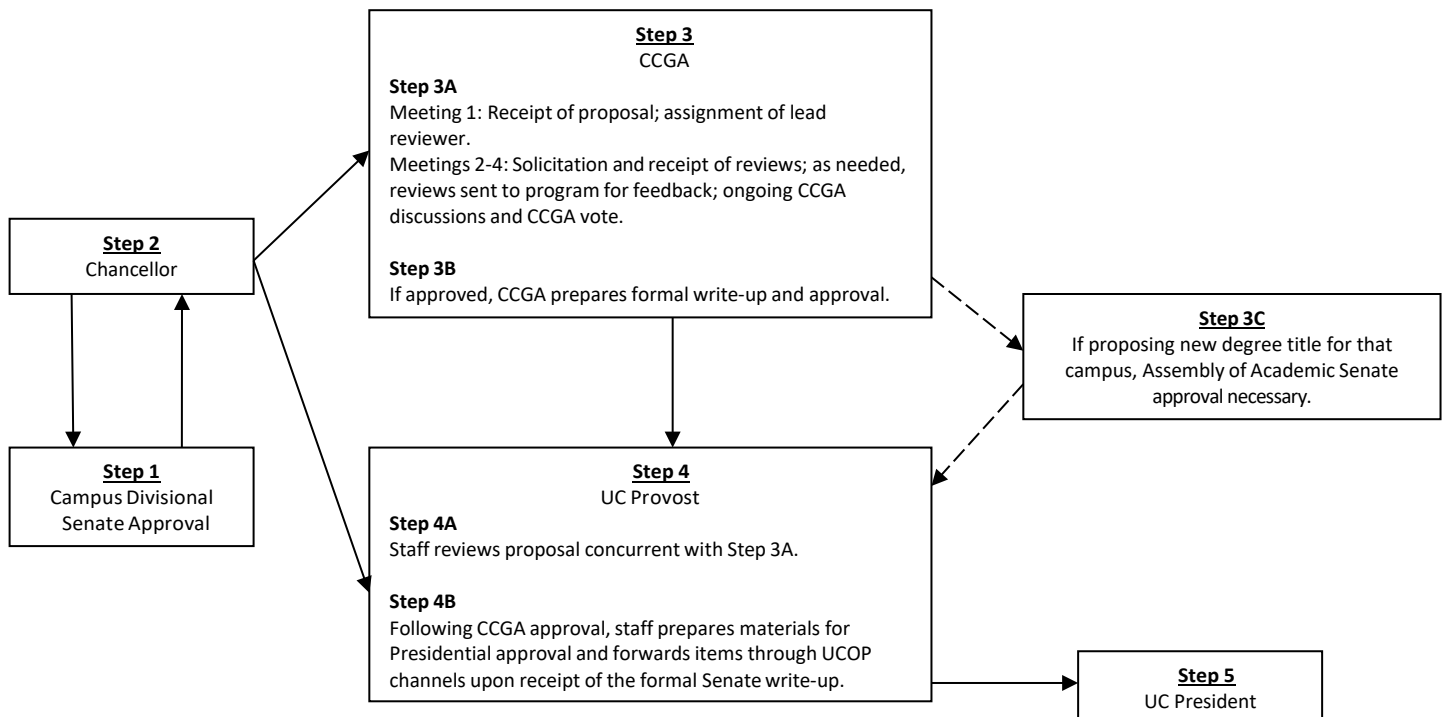 Step 3
CCGA
Step 3A
Meeting 1: Receipt of proposal; assignment of lead
reviewer.
Meetings 2-4: Solicitation and receipt of reviews; as needed,
reviews sent to program for feedback; ongoing CCGA
discussions and CCGA vote.
Step 3B
If approved, CCGA prepares formal write-up and approval.
Step 2
Chancellor
Step 3C
If proposing new degree title for that
campus, Assembly of Academic Senate
approval necessary.
Step 1
Campus Divisional
Senate Approval
Step 4
UC Provost
Step 4A
Staff reviews proposal concurrent with Step 3A.
Step 4B
Following CCGA approval, staff prepares materials for
Presidential approval and forwards items through UCOP
channels upon receipt of the formal Senate write-up.
Step 5
UC President